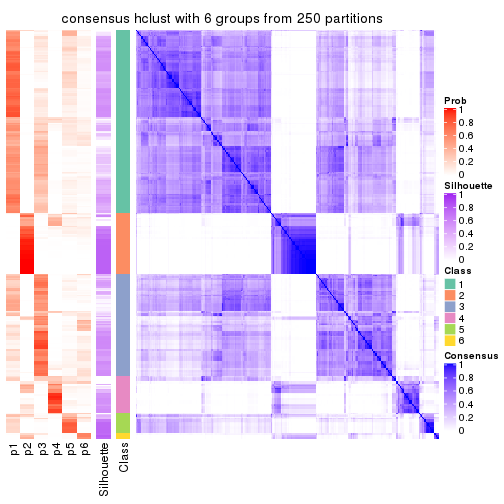 consensus hclust with 6 groups from 250 partitions
Prob
1
0.8
0.6
0.4
0.2
0
Silhouette
1
0.8
0.6
0.4
0.2
0
Class
1
2
3
4
5
6
Consensus
1
0.8
0.6
0.4
0.2
0
p1
p2
p3
p4
p5
p6
Silhouette
Class